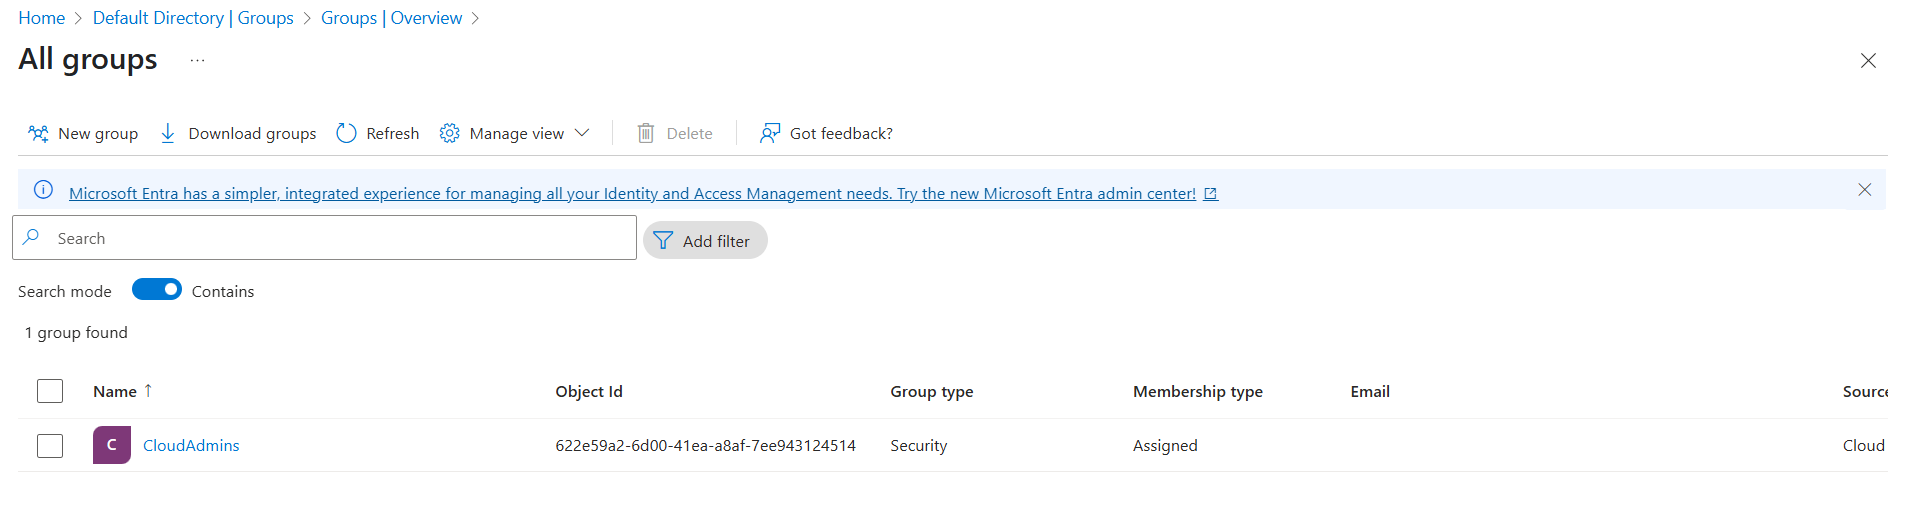 Home > Default Directory | Groups > Groups | Overview >
All groups ...
New group Download groups Refresh Manage view Delete Got feedback?
Microsoft Entra has a simpler, integrated experience for managing all your Identity and Access Management needs. Try the new Microsoft Entra admin center!
Search Add filter
Search mode Contains
1 group found
Name ↑ Object Id Group type Membership type Email Source
C CloudAdmins 622e59a2-6d00-41ea-a8af-7ee943124514 Security Assigned Cloud